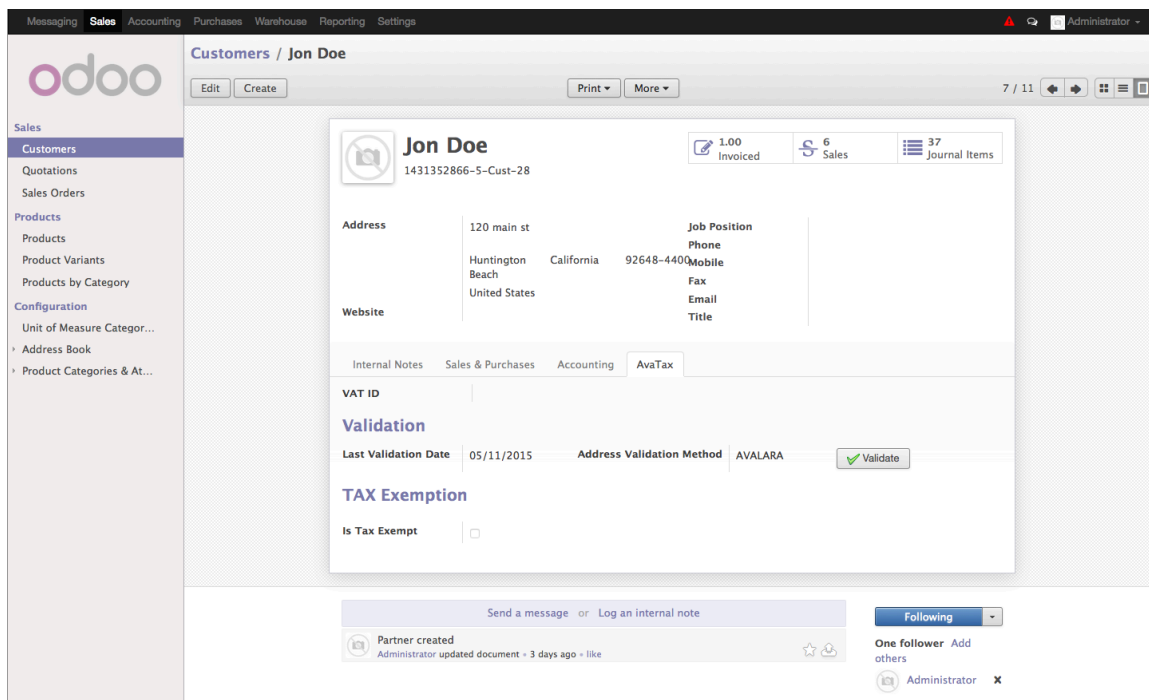 Messaging Sales Accounting Purchases Warehouse Reporting Settings Administrator
odoo
Customers / Jon Doe
Edit Create Print More 7 / 11
Sales
Customers
Quotations
Sales Orders
Products
Products
Product Variants
Products by Category
Configuration
Unit of Measure Categor...
Address Book
Product Categories & At...
Jon Doe
1431352866-5-Cust-28
1.00 Invoiced
6 Sales
37 Journal Items
Address
120 main st
Huntington Beach California 92648-4400
United States
Website
Job Position
Phone
Mobile
Fax
Email
Title
Internal Notes Sales & Purchases Accounting AvaTax
VAT ID
Validation
Last Validation Date 05/11/2015 Address Validation Method AVALARA Validate
TAX Exemption
Is Tax Exempt
Send a message or Log an internal note
Partner created
Administrator updated document • 3 days ago • like
Following
One follower Add
others
Administrator x